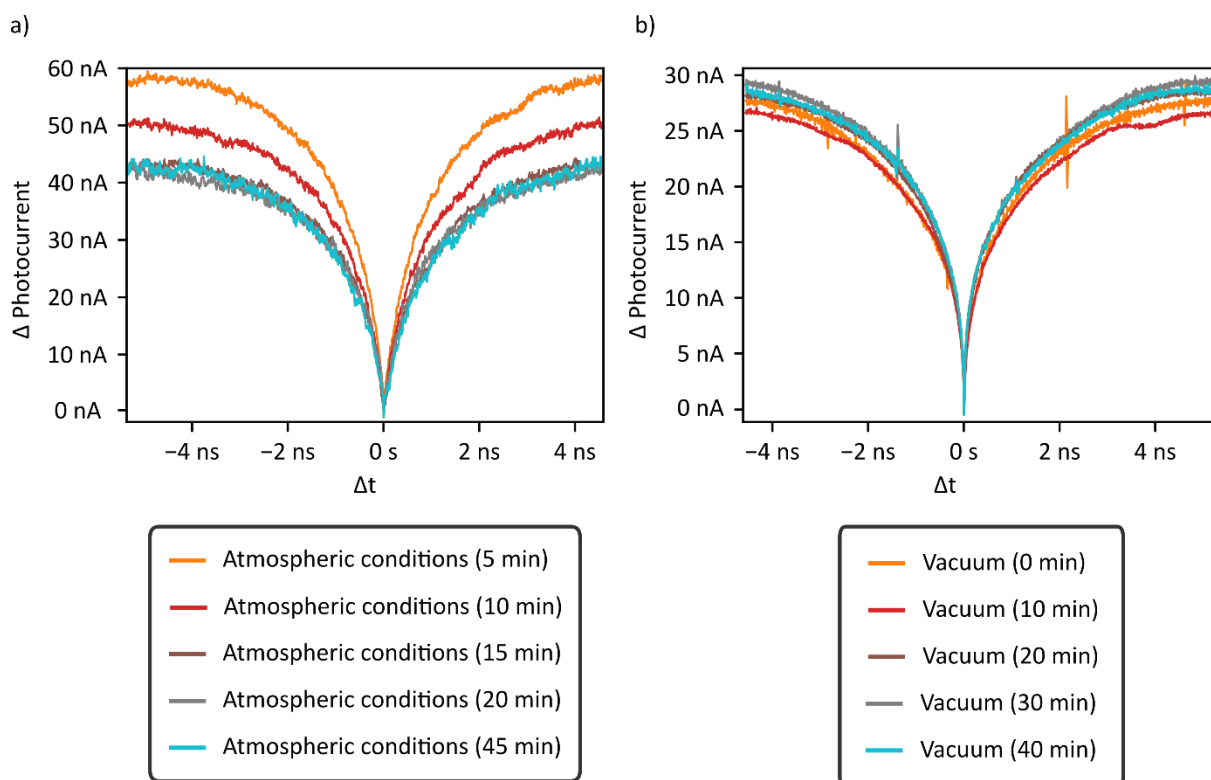 a)
60 nA
50 nA
40 nA
30 nA
20 nA
10 nA
0 nA
Δ Photocurrent
−4 ns
−2 ns
0 s
2 ns
4 ns
Δt
Atmospheric conditions (5 min)
Atmospheric conditions (10 min)
Atmospheric conditions (15 min)
Atmospheric conditions (20 min)
Atmospheric conditions (45 min)
b)
30 nA
25 nA
20 nA
15 nA
10 nA
5 nA
0 nA
Δ Photocurrent
−4 ns
−2 ns
0 s
2 ns
4 ns
Δt
Vacuum (0 min)
Vacuum (10 min)
Vacuum (20 min)
Vacuum (30 min)
Vacuum (40 min)